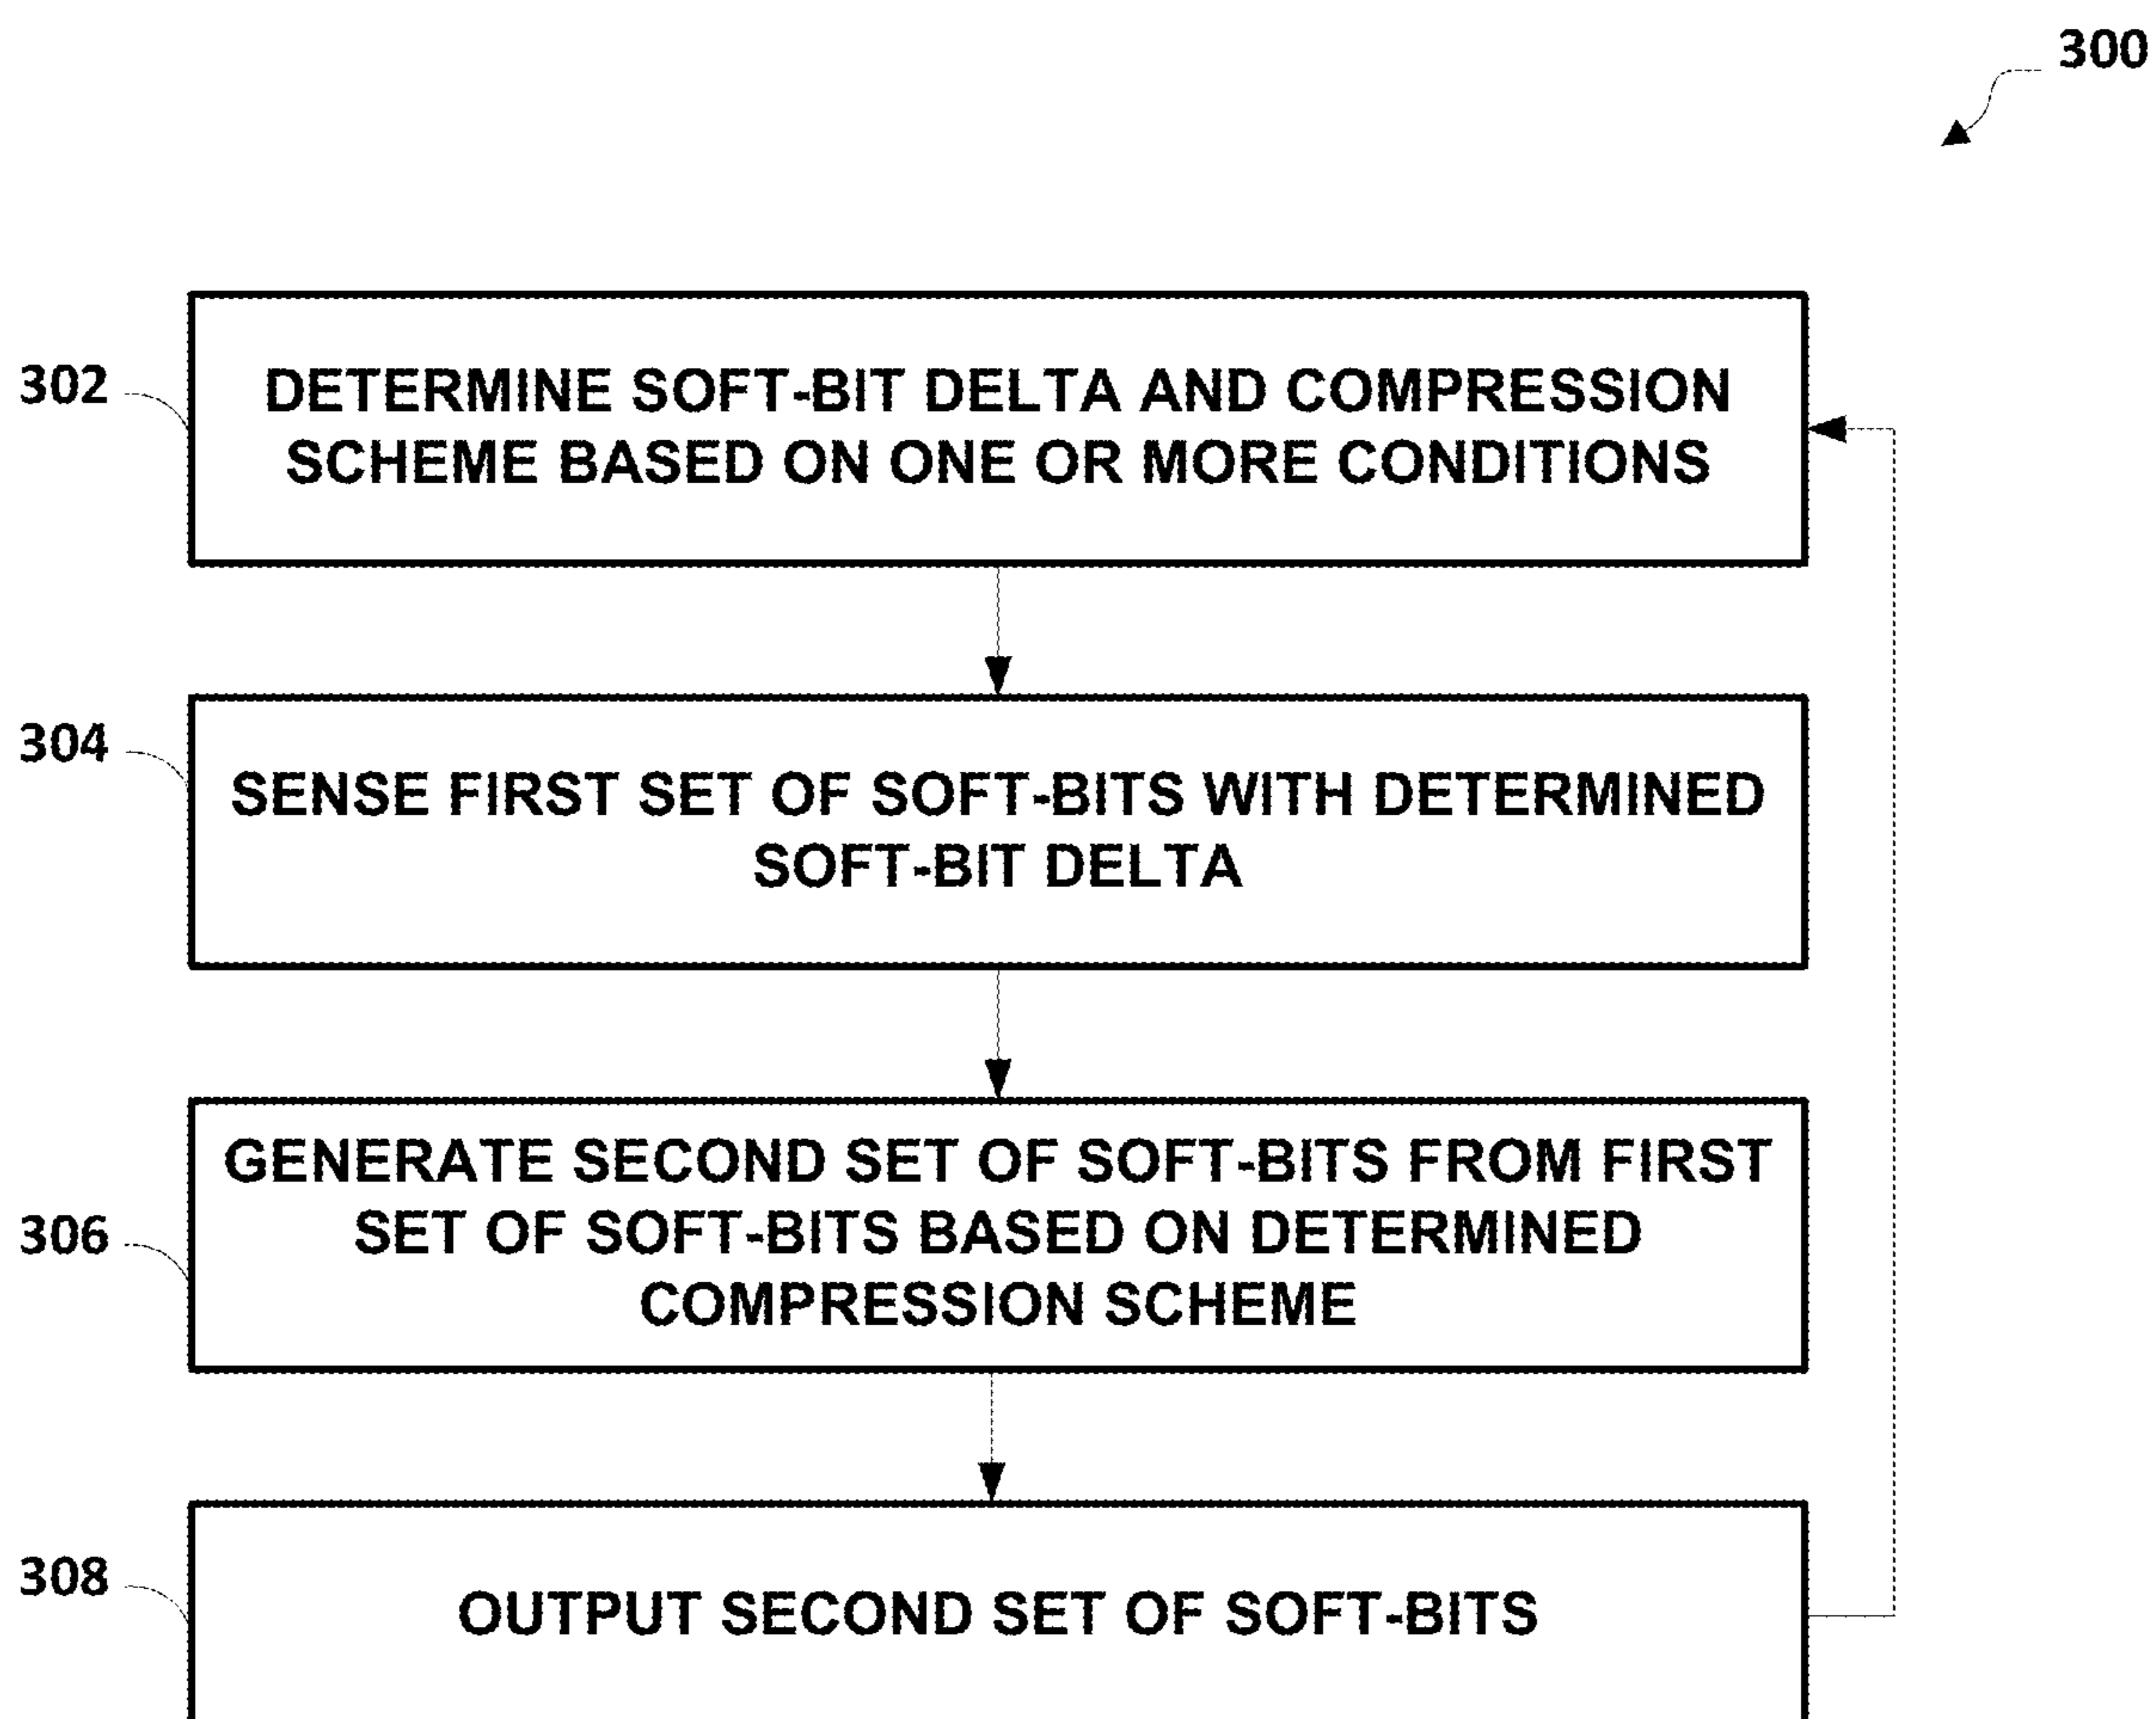 300
302
DETERMINE SOFT-BIT DELTA AND COMPRESSION
SCHEME BASED ON ONE OR MORE CONDITIONS
304
SENSE FIRST SET OF SOFT-BITS WITH DETERMINED
SOFT-BIT DELTA
306
GENERATE SECOND SET OF SOFT-BITS FROM FIRST
SET OF SOFT-BITS BASED ON DETERMINED
COMPRESSION SCHEME
308
OUTPUT SECOND SET OF SOFT-BITS